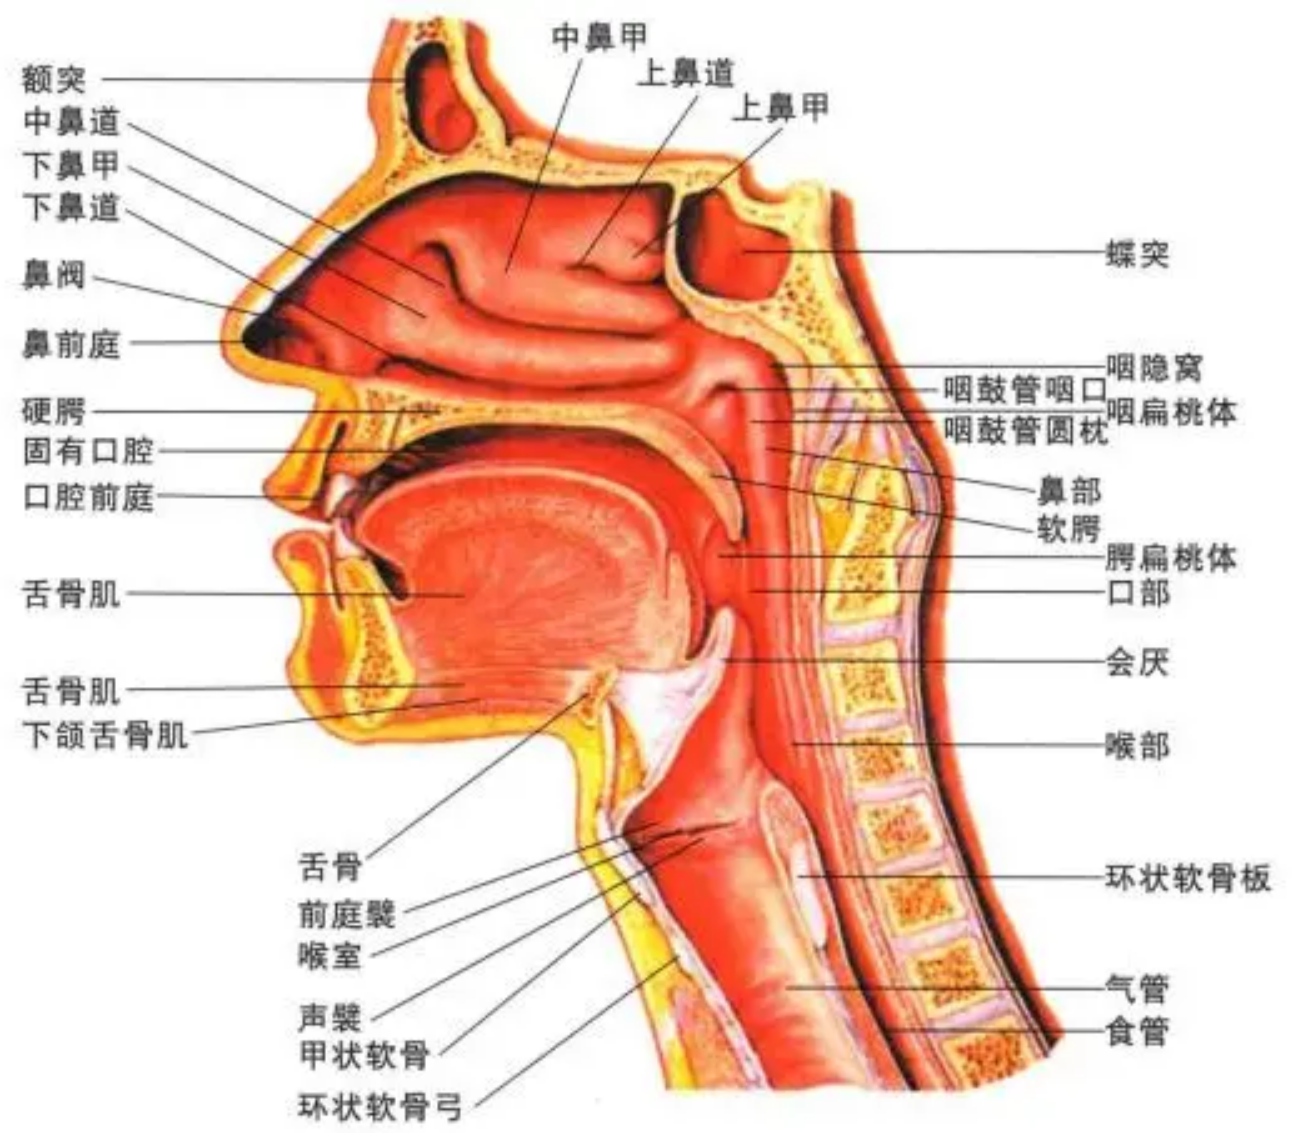 中鼻甲
上鼻道
上鼻甲
额突
中鼻道
下鼻甲
下鼻道
鼻阀
鼻前庭
硬腭
固有口腔
口腔前庭
舌骨肌
舌骨肌
下颌舌骨肌
舌骨
前庭襞
喉室
声襞
甲状软骨
环状软骨弓
蝶突
咽隐窝
咽鼓管咽口
咽扁桃体
咽鼓管圆枕
鼻部
软腭
腭扁桃体
口部
会厌
喉部
环状软骨板
气管
食管